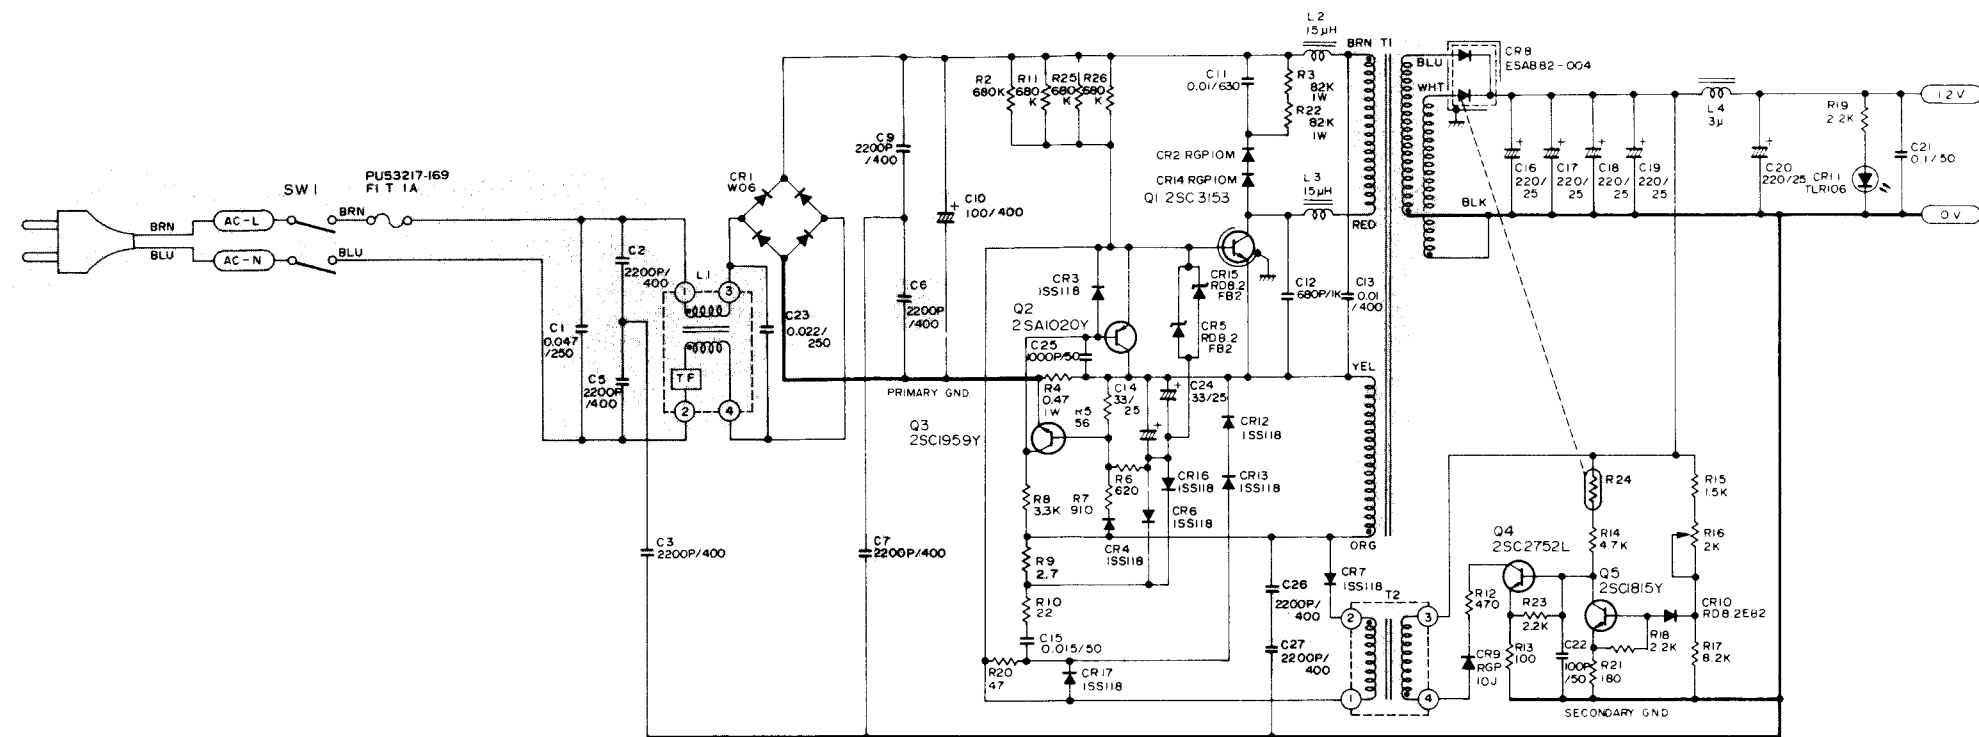 BRN
BLU
AC-L
AC-N
SW1
BRN
BLU
PU53217-169
F1 T 1A
C1
0.047
/250
C2
2200P/
400
C5
2200P
/400
L1
1
3
TF
2
4
C23
0.022/
250
C3
2200P/400
CR1
W06
C9
2200P
/400
C6
2200P
/400
C10
100/400
C7
2200P/400
PRIMARY GND
R2
680K
R11
680
K
R25
680
K
R26
680
K
C11
0.01/630
R3
82K
1W
R22
82K
1W
L2
15μH
BRN
T1
CR2 RGP10M
CR14 RGP10M
Q1 2SC3153
L3
15μH
RED
CR3
1SS118
Q2
2SA1020Y
C25
1000P/50
CR15
RD8.2
FB2
CR5
RD8.2
FB2
C12
680P/1K
C13
0.01
/400
YEL
R4
0.47
1W
R5
56
C14
33/
25
C24
33/25
CR12
1SS118
Q3
2SC1959Y
R6
620
CR16
1SS118
CR13
1SS118
R8
3.3K
R7
910
CR6
1SS118
CR4
1SS118
ORG
R9
2.7
R10
22
C15
0.015/50
R20
47
CR17
1SS118
C26
2200P/
400
C27
2200P/
400
CR7
1SS118
T2
2
3
1
4
BLU
WHT
BLK
CR8
ESAB82-004
C16
220/
25
C17
220/
25
C18
220/
25
C19
220/
25
L4
3μ
C20
220/25
R19
2.2K
CR11
TLR106
C21
0.1/50
12V
0V
R24
R15
1.5K
R14
4.7K
R16
2K
Q4
2SC2752L
Q5
2SC1815Y
R12
470
R23
2.2K
CR10
RD8.2EB2
CR9
RGP
10J
R13
100
C22
100P
/50
R18
2.2K
R21
180
R17
8.2K
SECONDARY GND